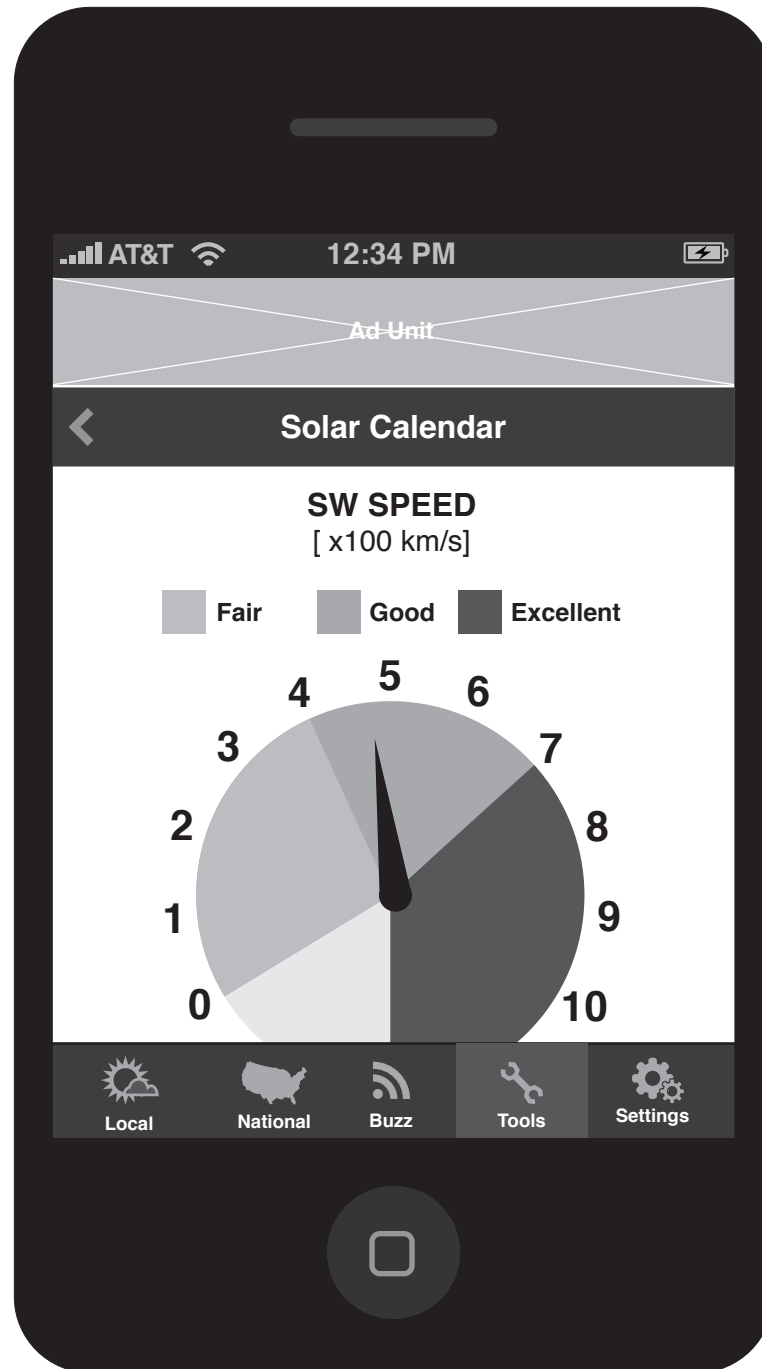 AT&T 12:34 PM
Ad Unit
Solar Calendar
SW SPEED
[ x100 km/s]
Fair Good Excellent
5
4 6
3 7
2 8
1 9
0 10
Local National Buzz Tools Settings